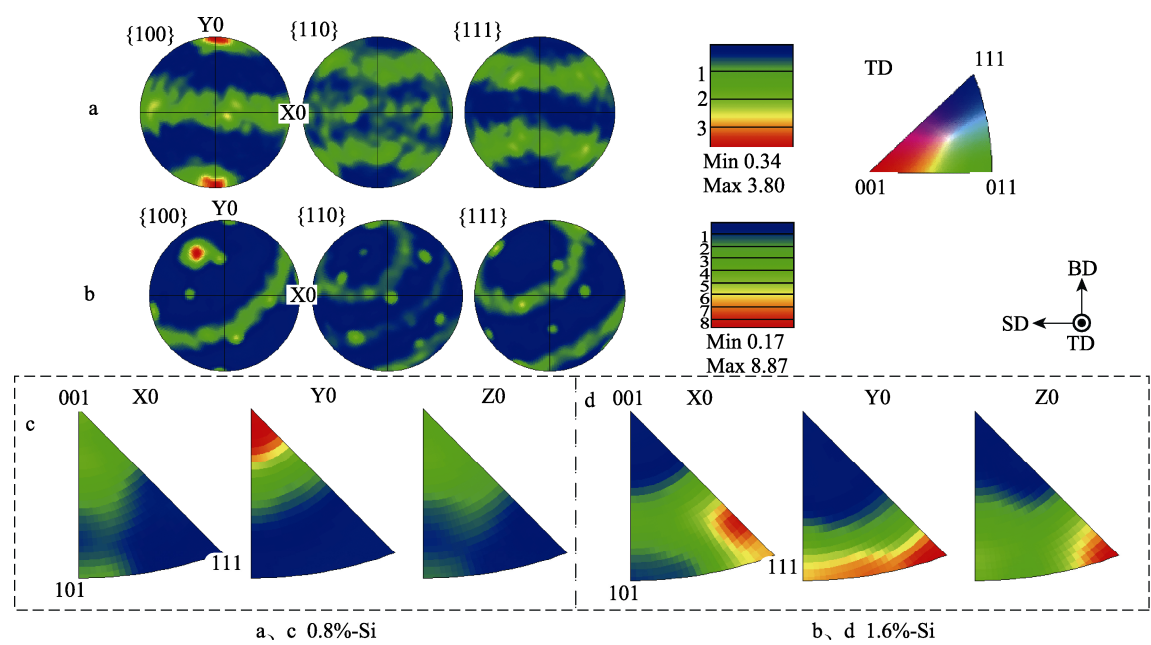 {100} Y0 {110} {111}
a X0
1
2
3
Min 0.34
Max 3.80
TD 111
001 011
{100} Y0 {110} {111}
b X0
1
2
3
4
5
6
7
8
Min 0.17
Max 8.87
BD
SD
TD
c 001 X0 Y0 Z0
101 111
d 001 X0 Y0 Z0
101 111
a、c 0.8%-Si b、d 1.6%-Si